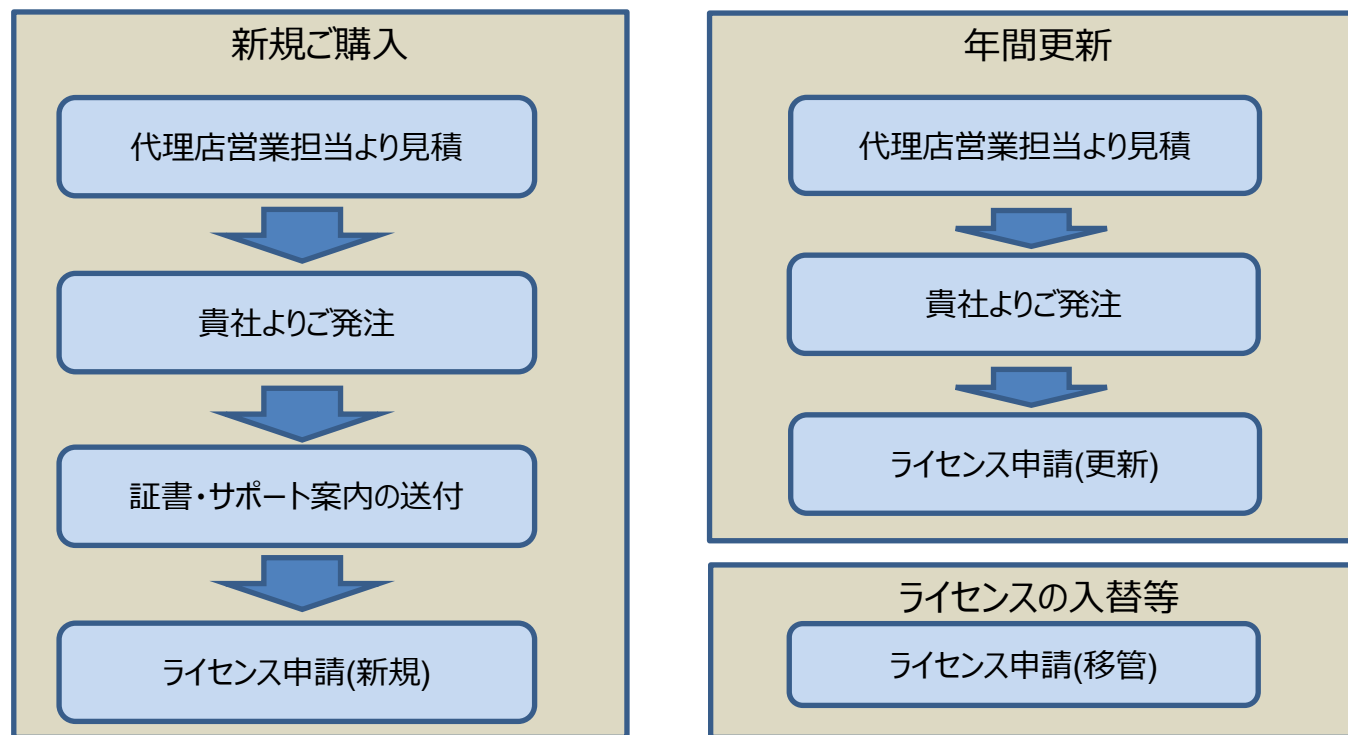 新規ご購入
代理店営業担当より見積
貴社よりご発注
証書・サポート案内の送付
ライセンス申請(新規)
年間更新
代理店営業担当より見積
貴社よりご発注
ライセンス申請(更新)
ライセンスの入替等
ライセンス申請(移管)